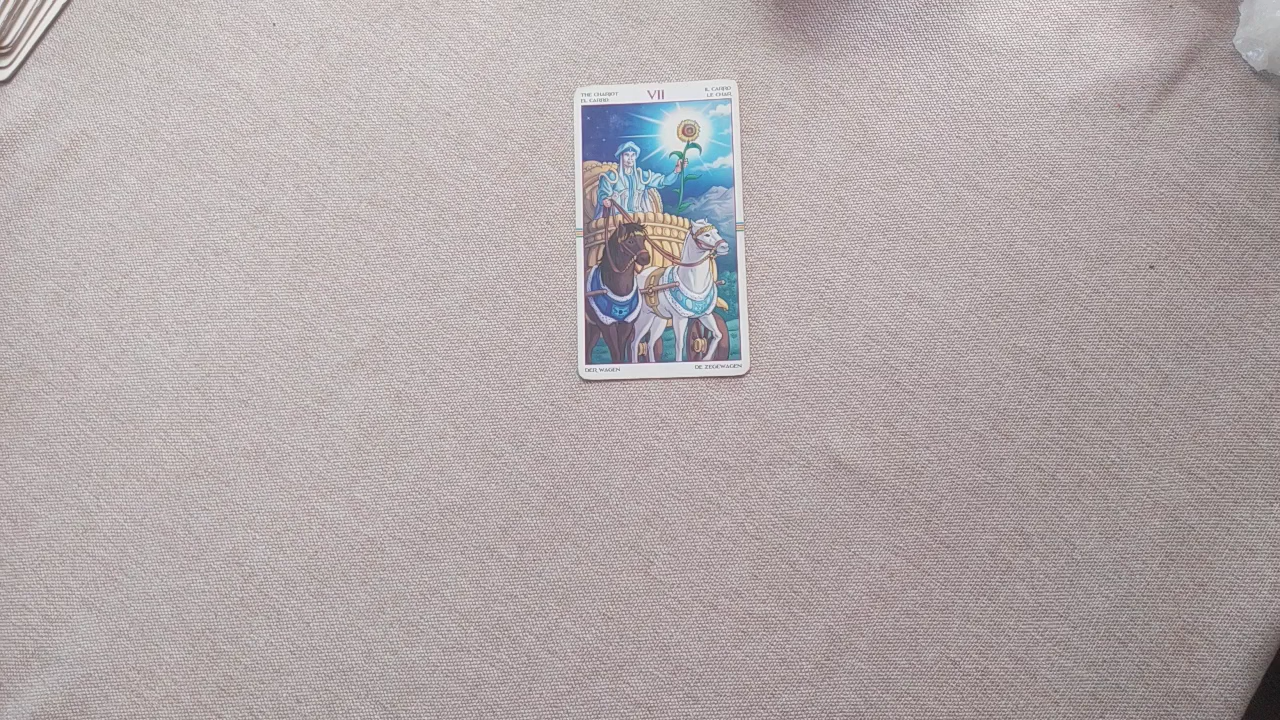 THE CHARIOT
EL CARRO
VII
IL CARRO
LE CHAR
DER WAGEN
DE ZEGEWAGEN